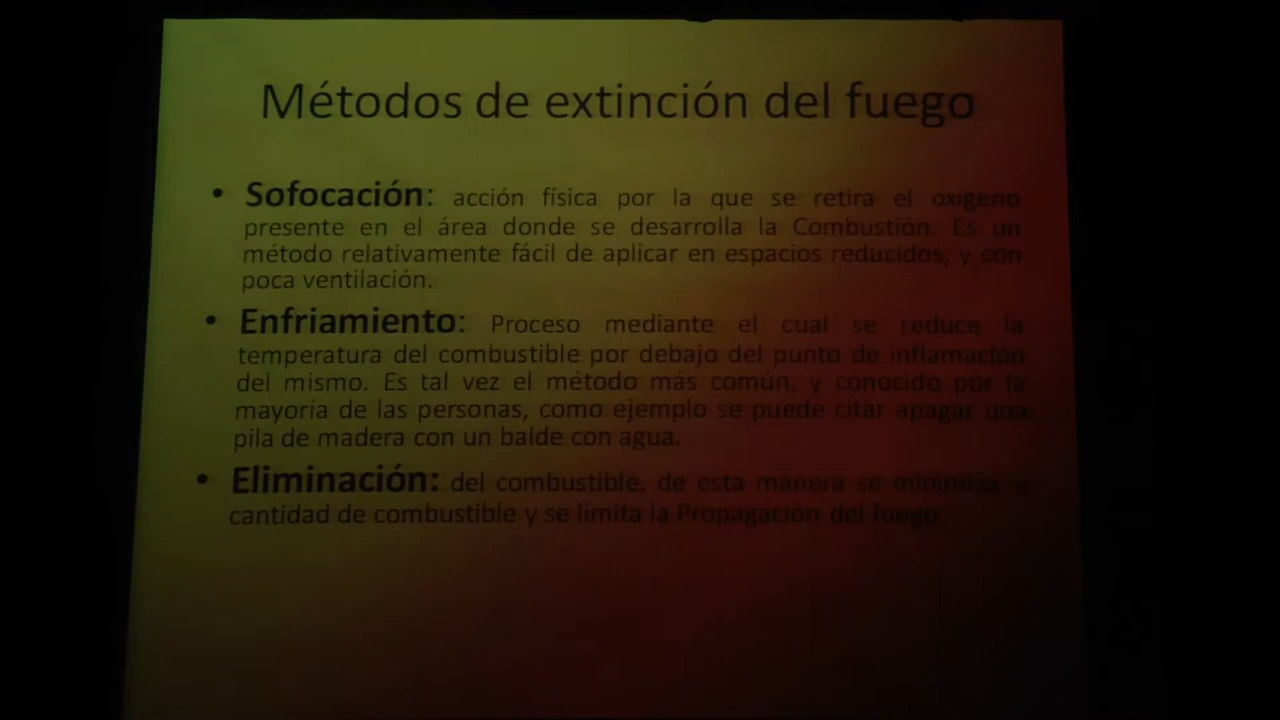 Métodos de extinción del fuego
• Sofocación: acción física por la que se retira el oxigeno
presente en el área donde se desarrolla la Combustión. Es un
método relativamente fácil de aplicar en espacios reducidos, y con
poca ventilación.
• Enfriamiento: Proceso mediante el cual se reduce la
temperatura del combustible por debajo del punto de inflamación
del mismo. Es tal vez el método más común, y conocido por la
mayoría de las personas, como ejemplo se puede citar apagar una
pila de madera con un balde con agua.
• Eliminación: del combustible, de esta manera se minimiza
cantidad de combustible y se limita la Propagación del fuego